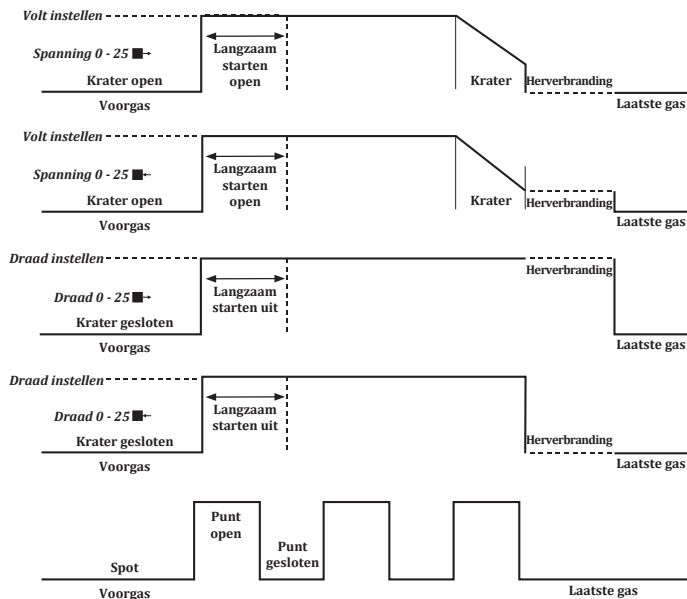 Volt instellen
Spanning 0 - 25
Langzaam
starten
open
Krater open
Krater
Herverbranding
Voorgas
Laatste gas
Volt instellen
Spanning 0 - 25
Langzaam
starten
open
Krater open
Krater
Herverbranding
Voorgas
Laatste gas
Draad instellen
Herverbranding
Draad 0 - 25
Langzaam
starten uit
Krater gesloten
Voorgas
Laatste gas
Draad instellen
Draad 0 - 25
Langzaam
starten uit
Krater gesloten
Herverbranding
Voorgas
Laatste gas
Punt
open
Punt
gesloten
Spot
Voorgas
Laatste gas